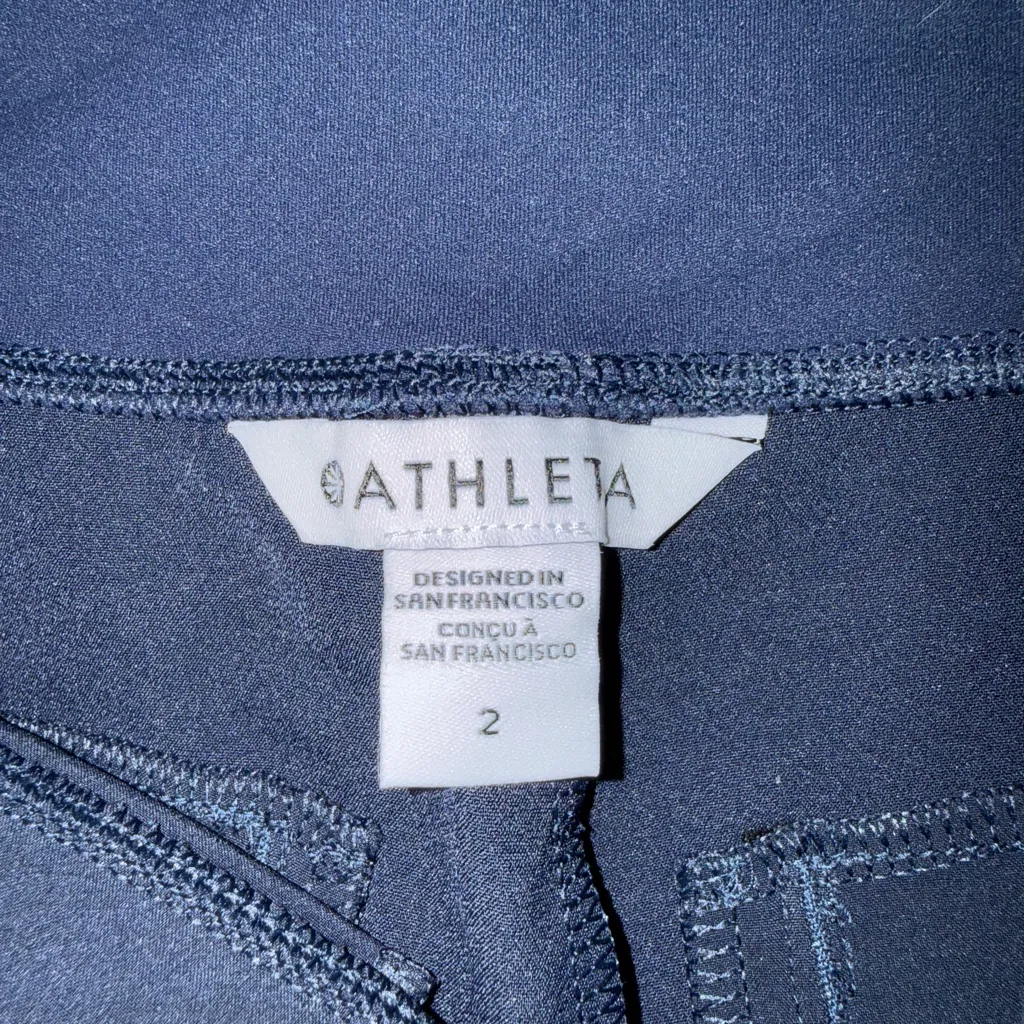 ATHLETA
DESIGNED IN
SAN FRANCISCO
CONÇU À
SAN FRANCISCO
2